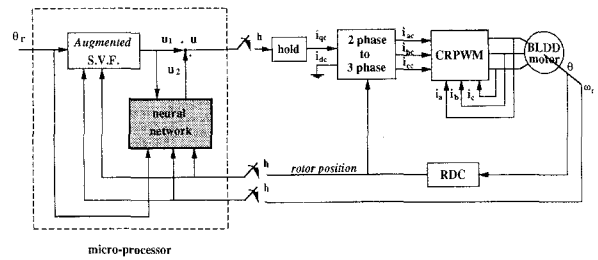 θr
Augmented
S.V.F.
u1
u
u2
neural
network
h
hold
iqc
idc
2 phase
to
3 phase
iac
ibc
icc
CRPWM
ia
ib
ic
BLDD
motor
θ
ωr
h
rotor position
RDC
h
micro-processor